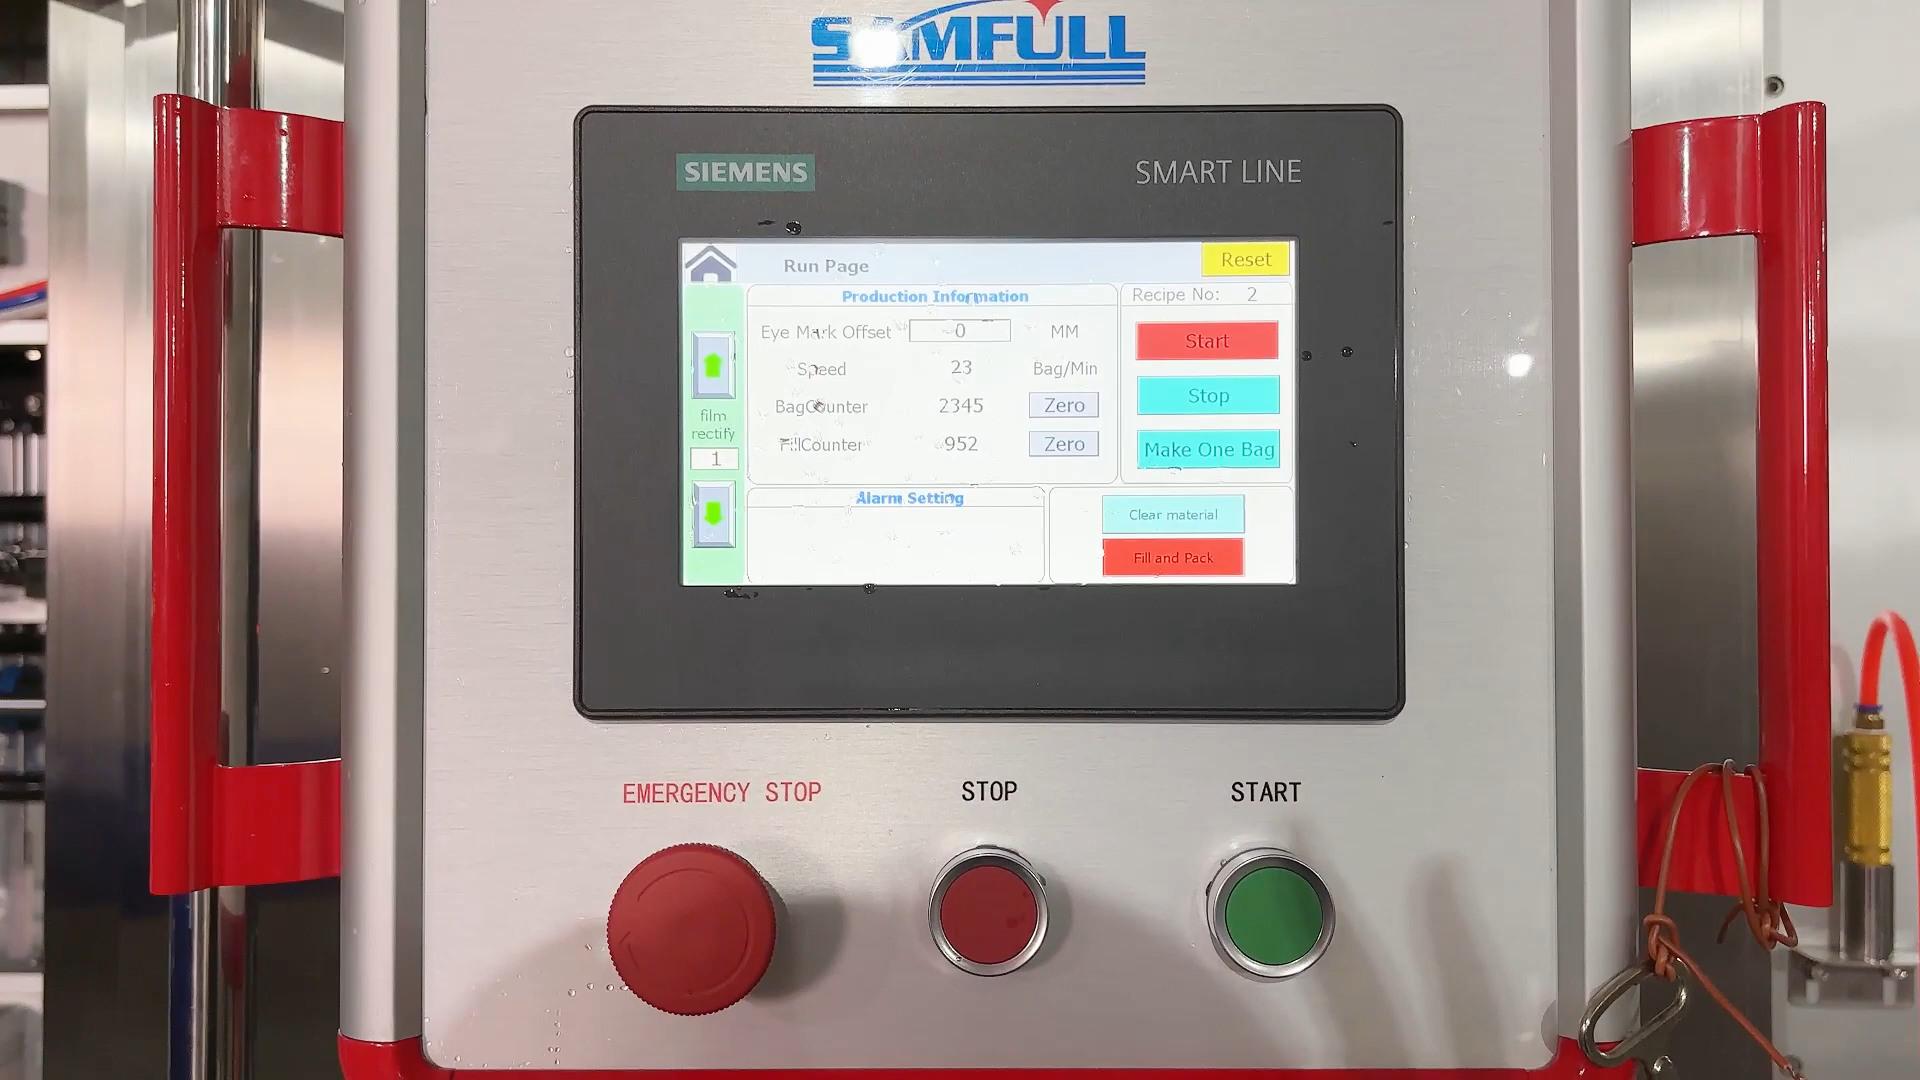 SAMFULL
SIEMENS
SMART LINE
Run Page
Reset
Production Information
Recipe No: 2
Eye Mark Offset 0 MM
Start
Speed 23 Bag/Min
BagCounter 2345 Zero
Stop
film
rectify
1
FillCounter 952 Zero
Make One Bag
Alarm Setting
Clear material
Fill and Pack
EMERGENCY STOP
STOP
START